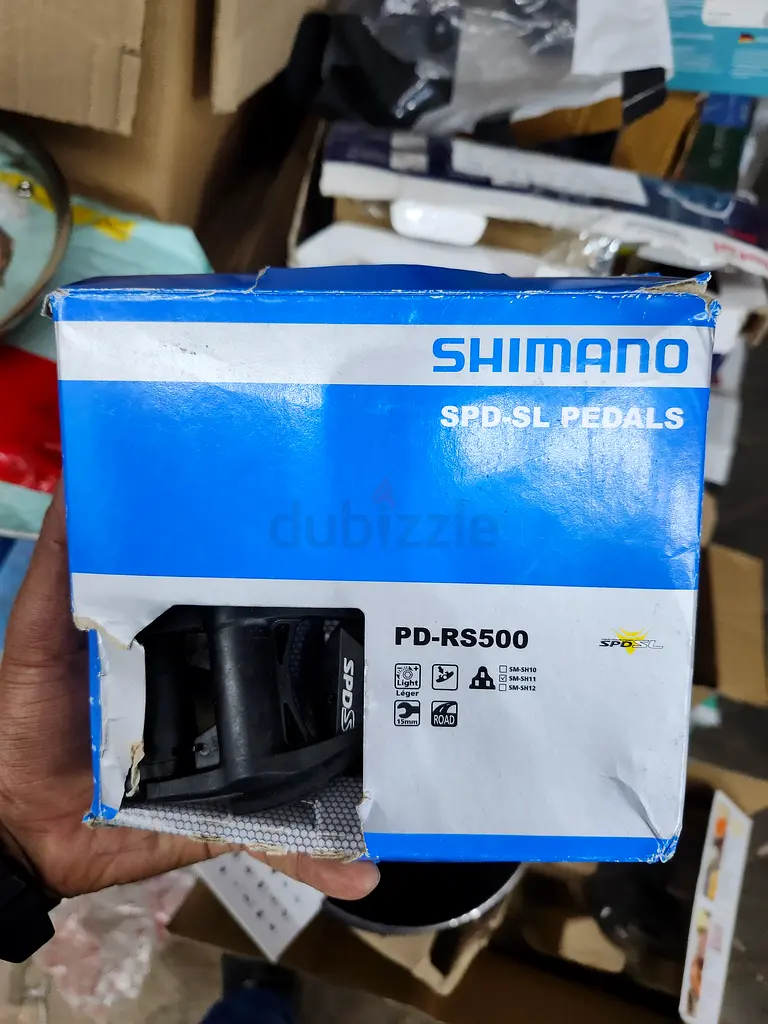 SHIMANO
SPD-SL PEDALS
dubizzle
PD-RS500
SPD-SL
SPD-S
Light
Léger
SM-SH10
SM-SH11
SM-SH12
15mm
ROAD